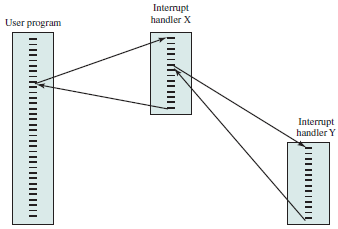 Interrupt
handler X
User program
Interrupt
handler Y